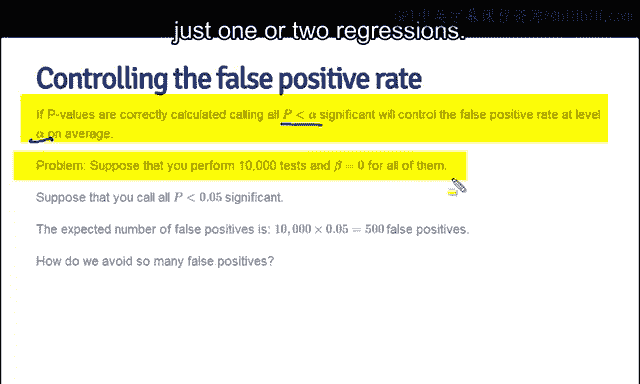 just one or two regressions.
Controlling the false positive rate
If P-values are correctly calculated calling all P < α significant will control the false positive rate at level
α on average.
Problem: Suppose that you perform 10,000 tests and β = 0 for all of them.
Suppose that you call all P < 0.05 significant.
The expected number of false positives is: 10,000 × 0.05 = 500 false positives.
How do we avoid so many false positives?